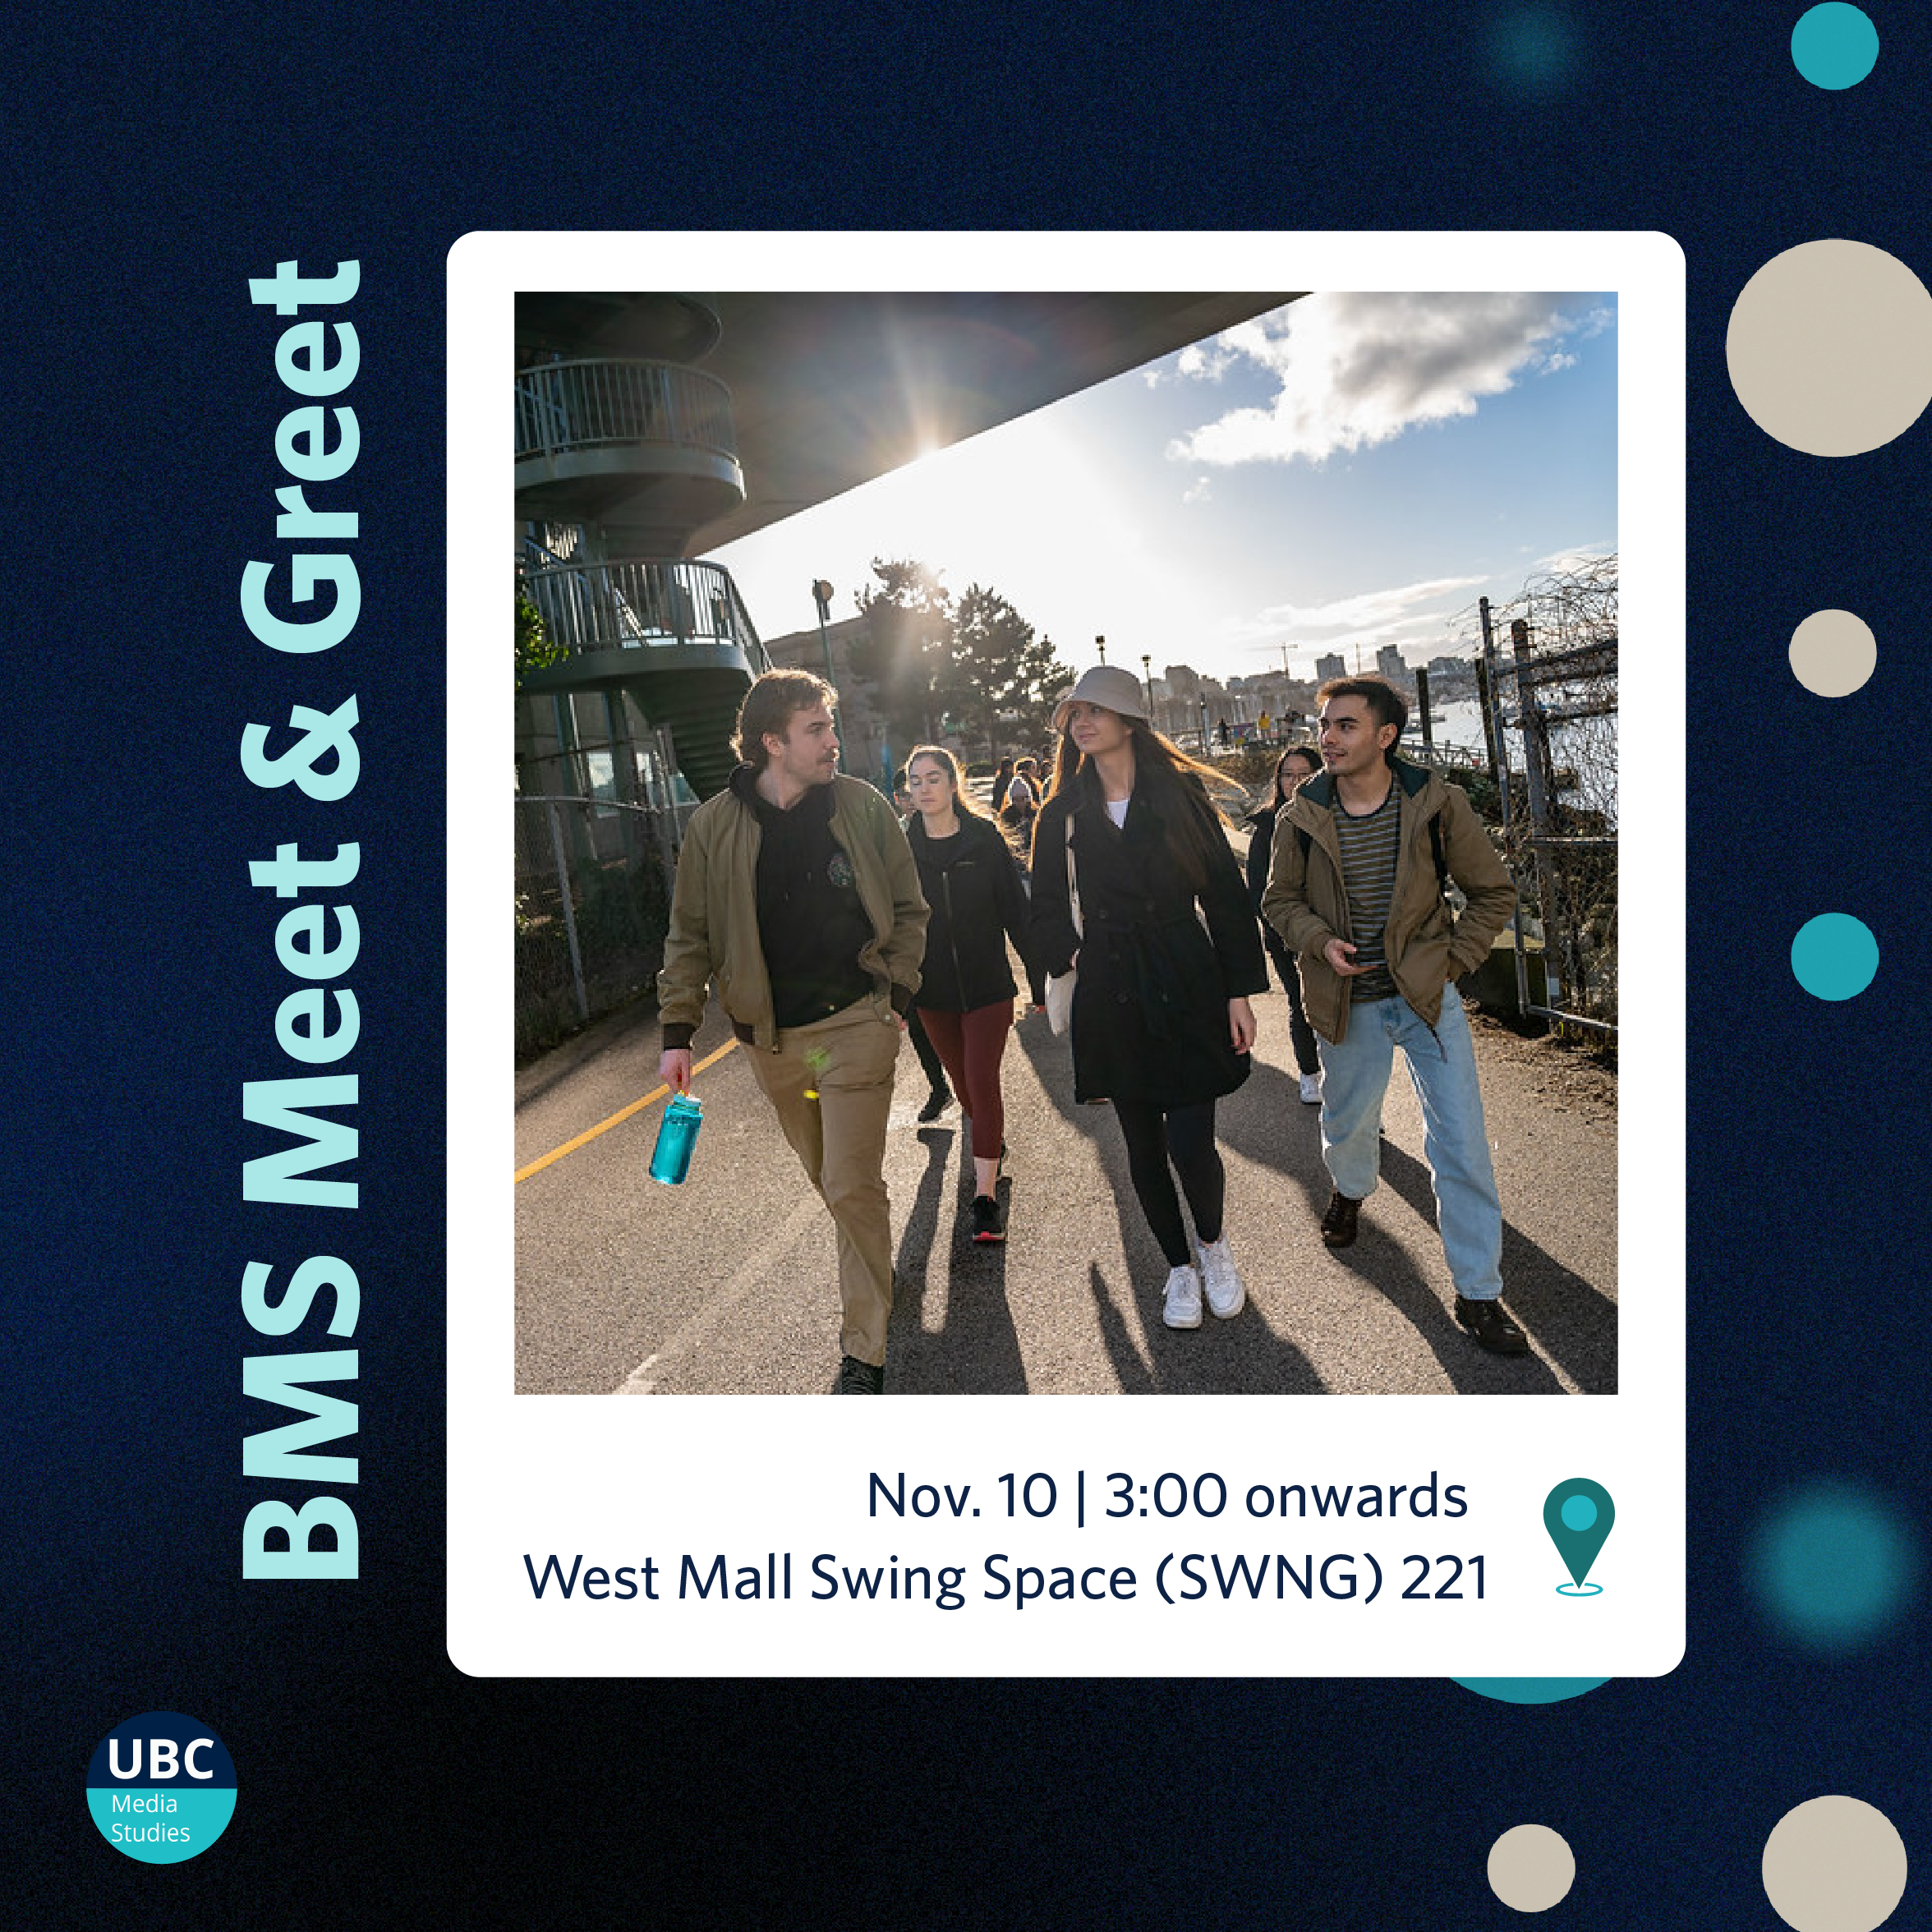 BMS Meet & Greet
Nov. 10 | 3:00 onwards
West Mall Swing Space (SWNG) 221
UBC
Media
Studies